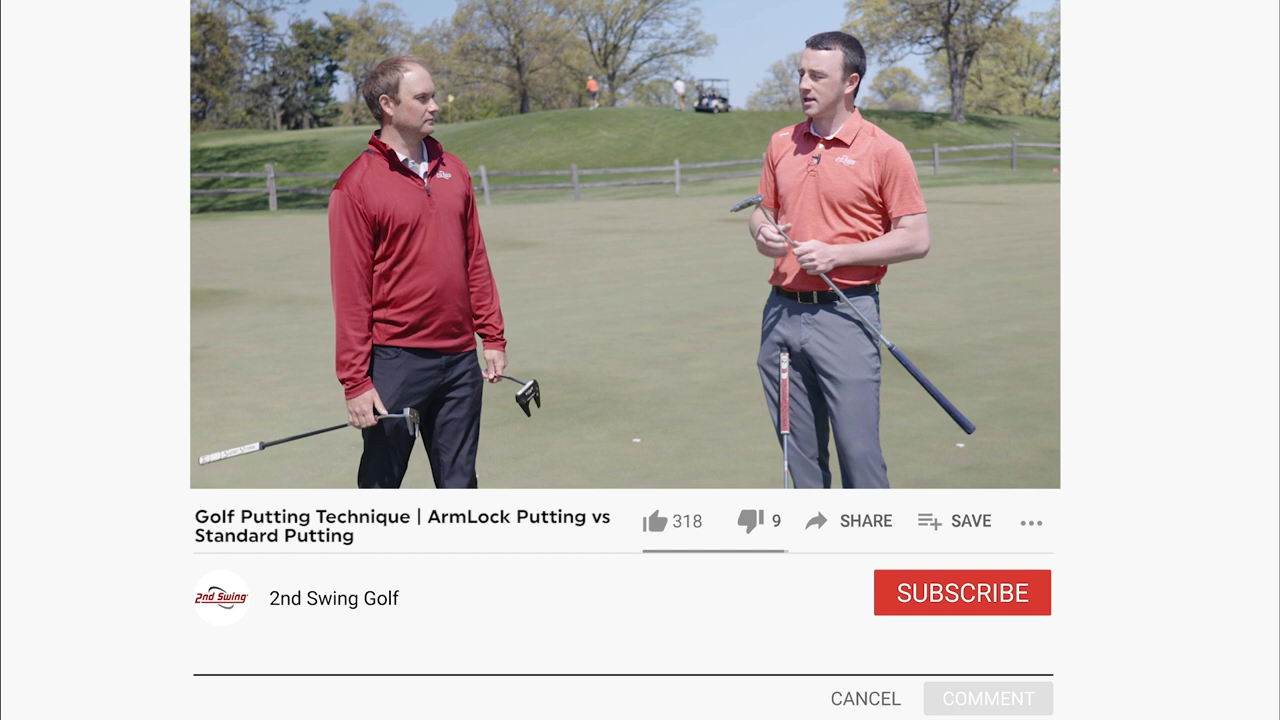 Golf Putting Technique | ArmLock Putting vs
Standard Putting
318
9
SHARE
SAVE
2nd Swing
2nd Swing Golf
SUBSCRIBE
CANCEL
COMMENT